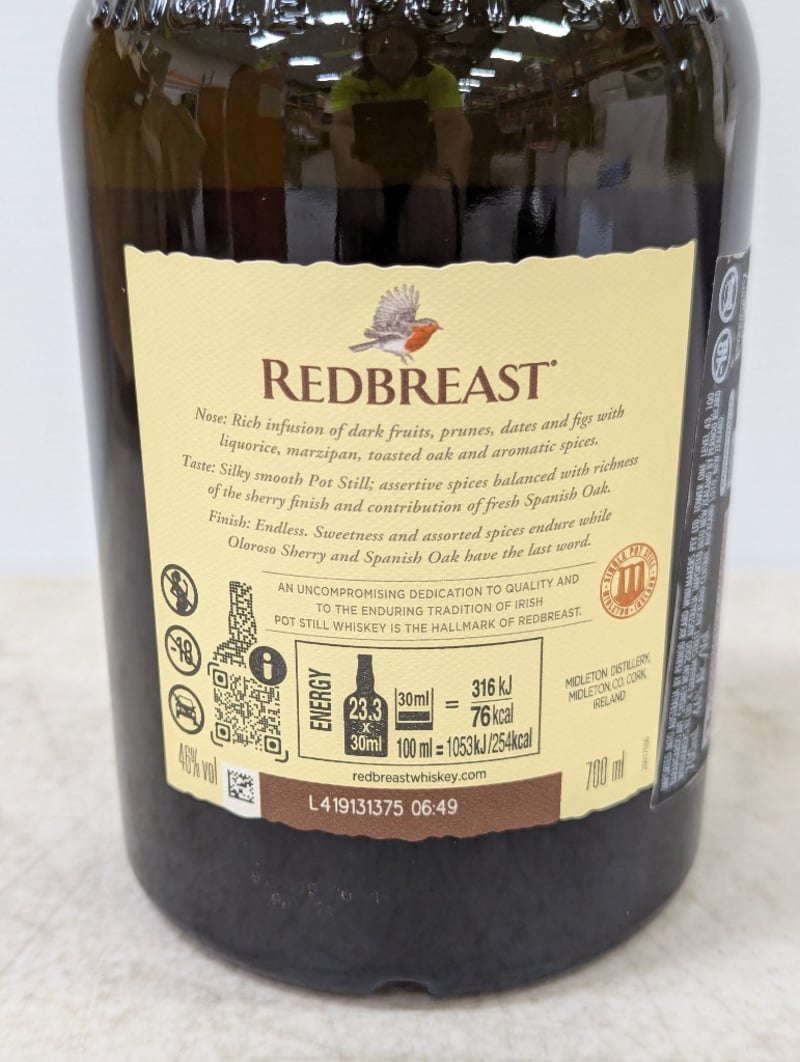 REDBREAST
Nose: Rich infusion of dark fruits, prunes, dates and figs with
liquorice, marzipan, toasted oak and aromatic spices.
Taste: Silky smooth Pot Still; assertive spices balanced with richness
of the sherry finish and contribution of fresh Spanish Oak.
Finish: Endless. Sweetness and assorted spices endure while
Oloroso Sherry and Spanish Oak have the last word.
SINGLE POT STILL
MIDLETON·IRELAND
AN UNCOMPROMISING DEDICATION TO QUALITY AND
TO THE ENDURING TRADITION OF IRISH
POT STILL WHISKEY IS THE HALLMARK OF REDBREAST.
-18
i
ENERGY
23.3
x
30ml
30ml
=
316 kJ
76 kcal
100 ml = 1053kJ/254kcal
MIDLETON DISTILLERY,
MIDLETON, CO. CORK,
IRELAND
46% vol
redbreastwhiskey.com
700 ml
L419131375 06:49